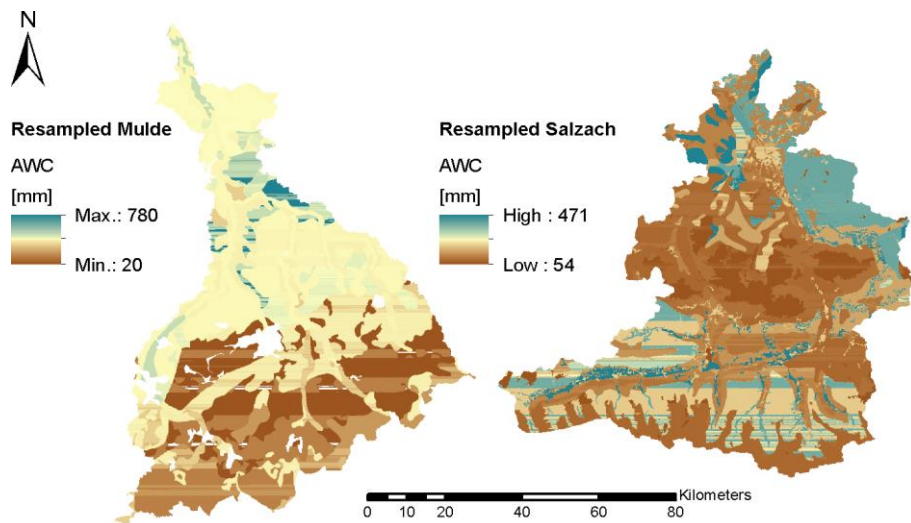 N
Resampled Mulde
AWC
[mm]
Max.: 780
Min.: 20
Resampled Salzach
AWC
[mm]
High : 471
Low : 54
Kilometers
0 10 20 40 60 80